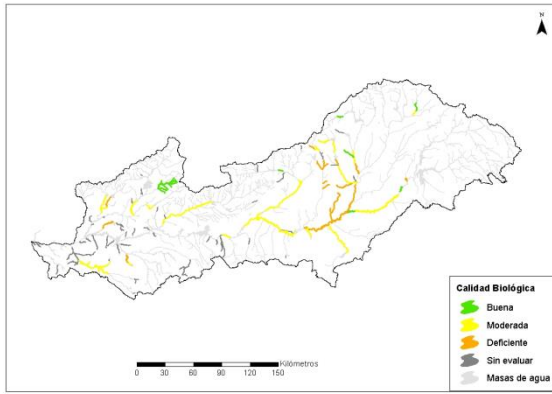 N
Calidad Biológica
Buena
Moderada
Deficiente
Sin evaluar
Masas de agua
Kilómetros
0 30 60 90 120 150